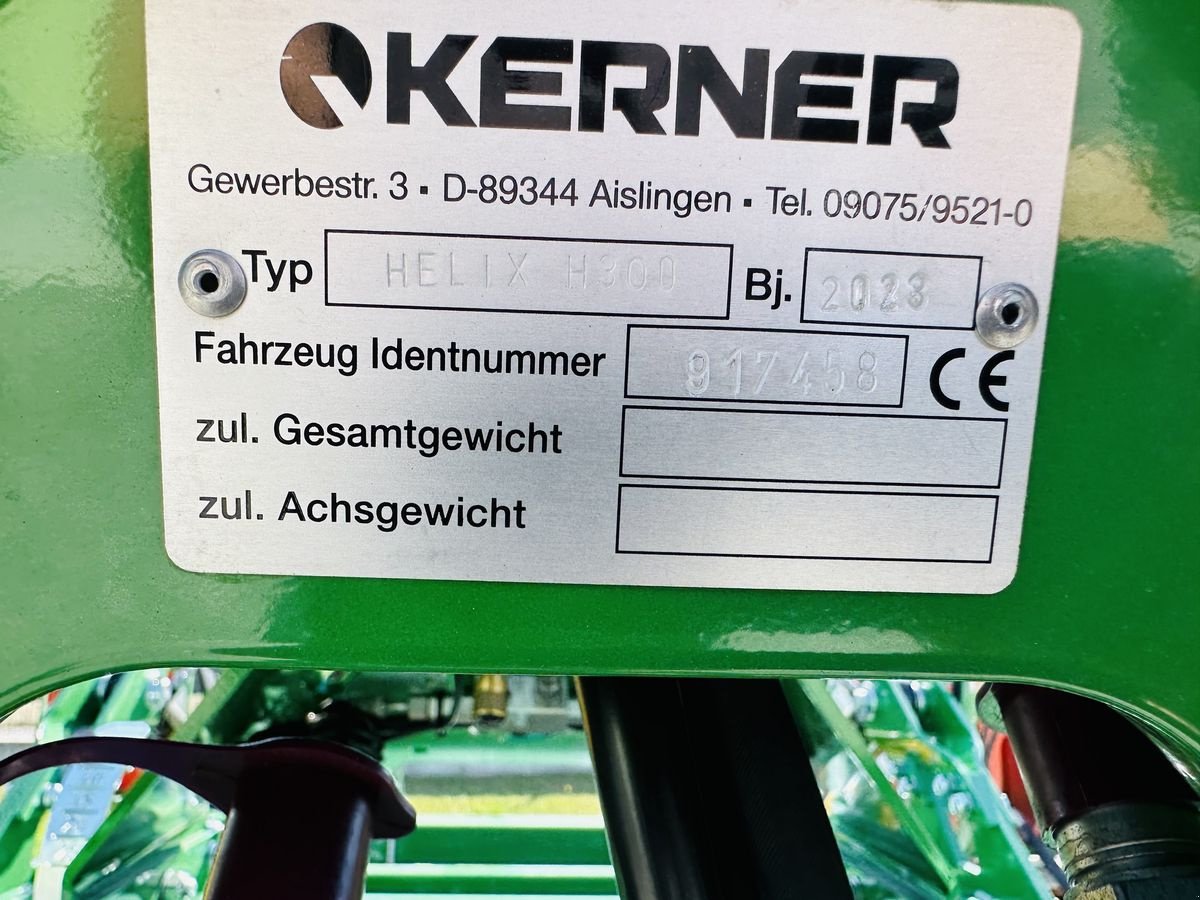 KERNER
Gewerbestr. 3 ▪ D-89344 Aislingen ▪ Tel. 09075/9521-0
Typ HELIX H300 Bj. 2023
Fahrzeug Identnummer 917458 CE
zul. Gesamtgewicht
zul. Achsgewicht